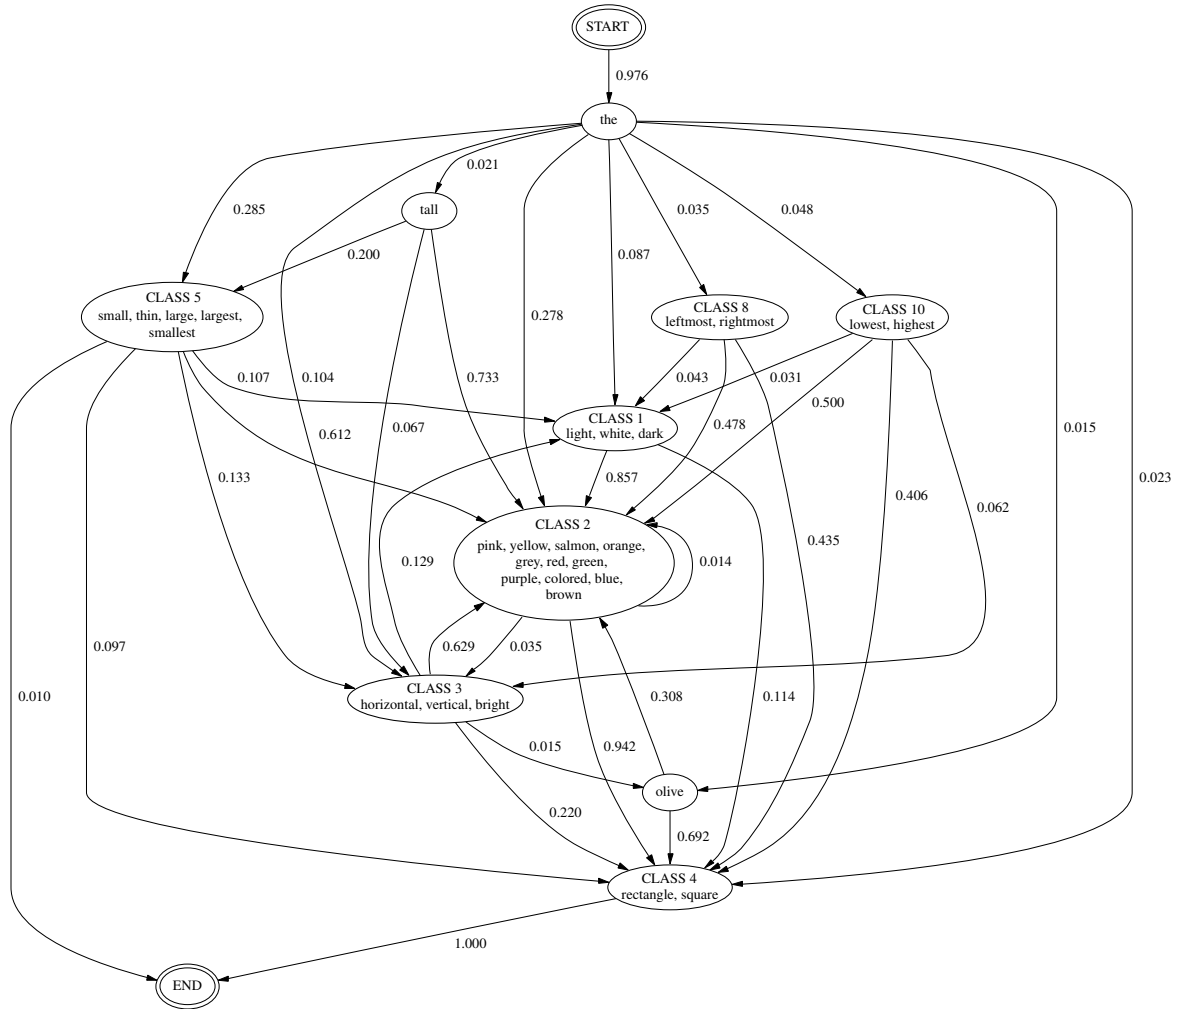 START
0.976
the
0.021
tall
0.285
0.035
0.048
0.200
0.087
CLASS 5
small, thin, large, largest,
smallest
CLASS 8
leftmost, rightmost
CLASS 10
lowest, highest
0.278
0.107
0.104
0.733
0.043
0.031
0.500
CLASS 1
light, white, dark
0.612
0.067
0.478
0.015
0.133
0.857
0.023
0.406
0.062
CLASS 2
pink, yellow, salmon, orange,
grey, red, green,
purple, colored, blue,
brown
0.435
0.129
0.014
0.097
0.629
0.035
CLASS 3
horizontal, vertical, bright
0.010
0.308
0.114
0.015
0.942
olive
0.220
0.692
CLASS 4
rectangle, square
1.000
END